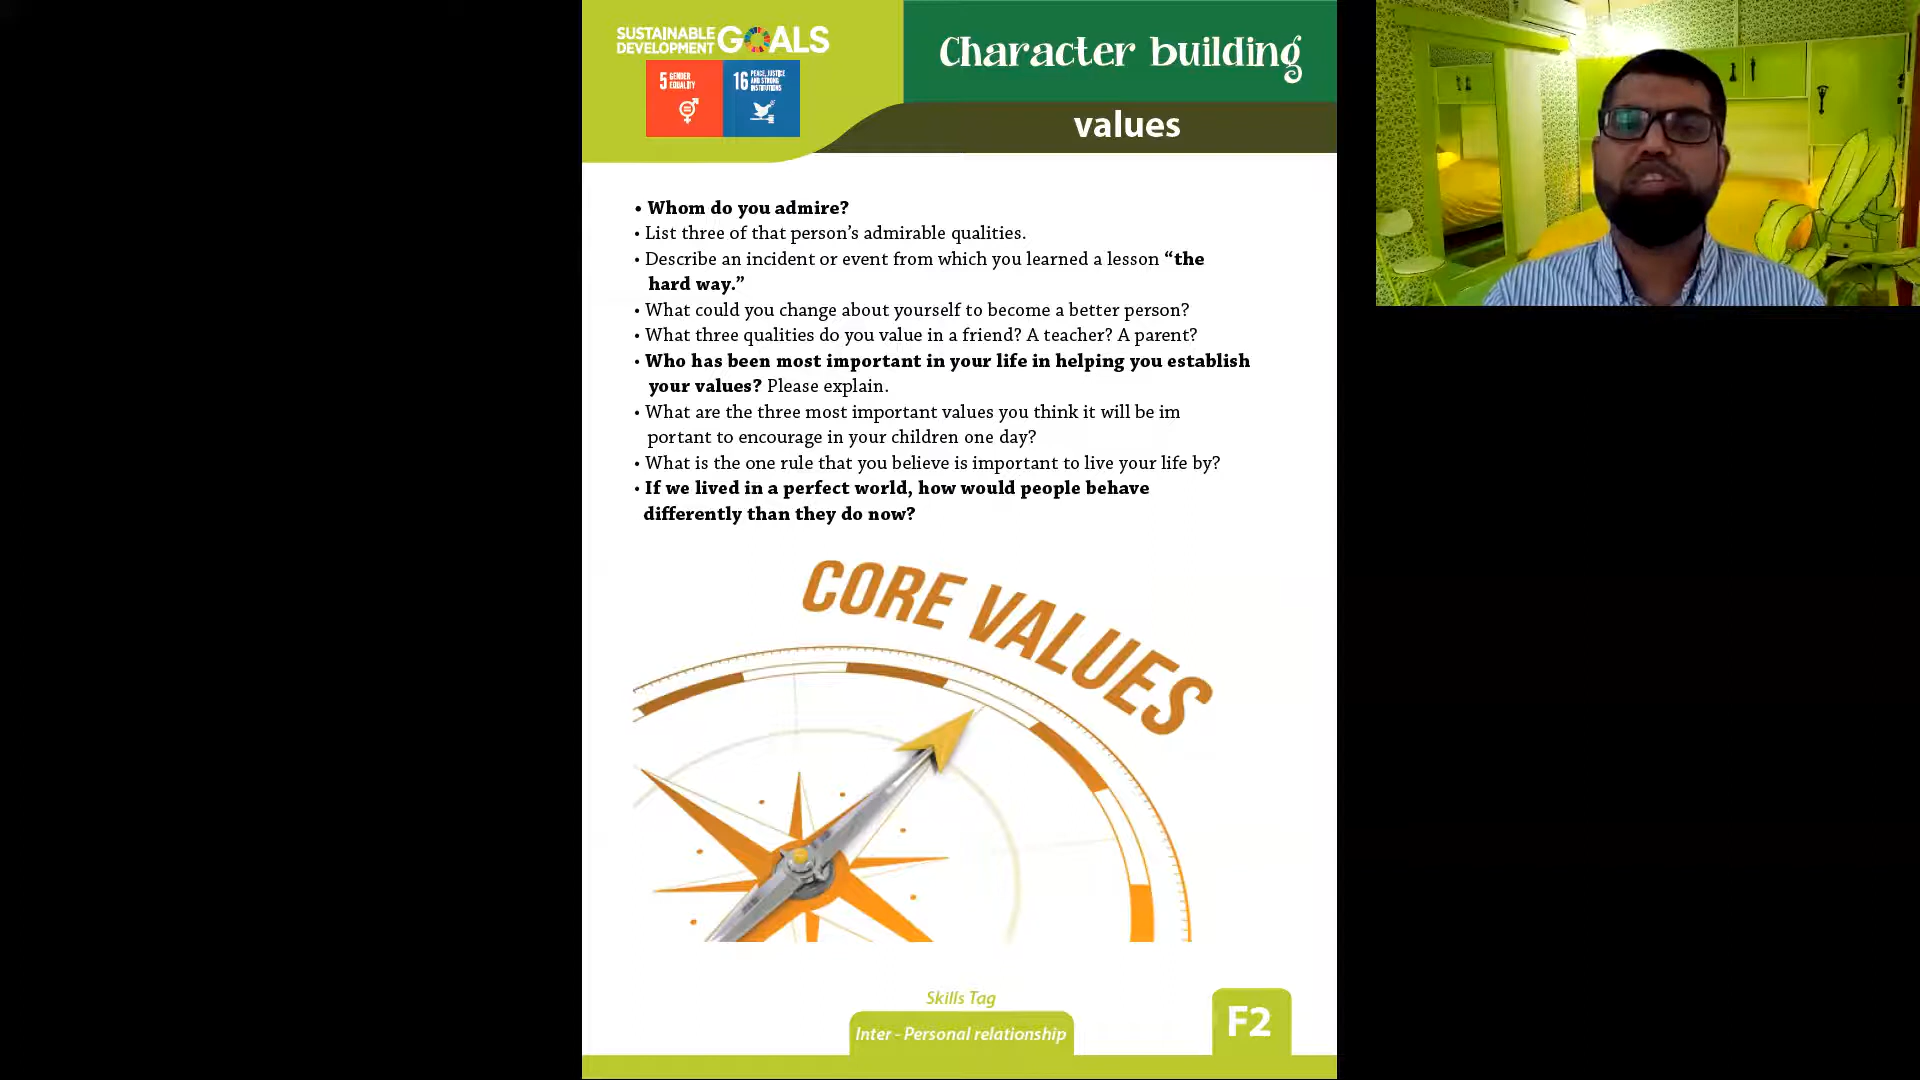 SUSTAINABLE
DEVELOPMENT GOALS
5 GENDER
EQUALITY
16 PEACE, JUSTICE
AND STRONG
INSTITUTIONS
Character building
values
• Whom do you admire?
• List three of that person’s admirable qualities.
• Describe an incident or event from which you learned a lesson “the
hard way.”
• What could you change about yourself to become a better person?
• What three qualities do you value in a friend? A teacher? A parent?
• Who has been most important in your life in helping you establish
your values? Please explain.
• What are the three most important values you think it will be im
portant to encourage in your children one day?
• What is the one rule that you believe is important to live your life by?
• If we lived in a perfect world, how would people behave
differently than they do now?
CORE VALUES
Skills Tag
Inter - Personal relationship
F2